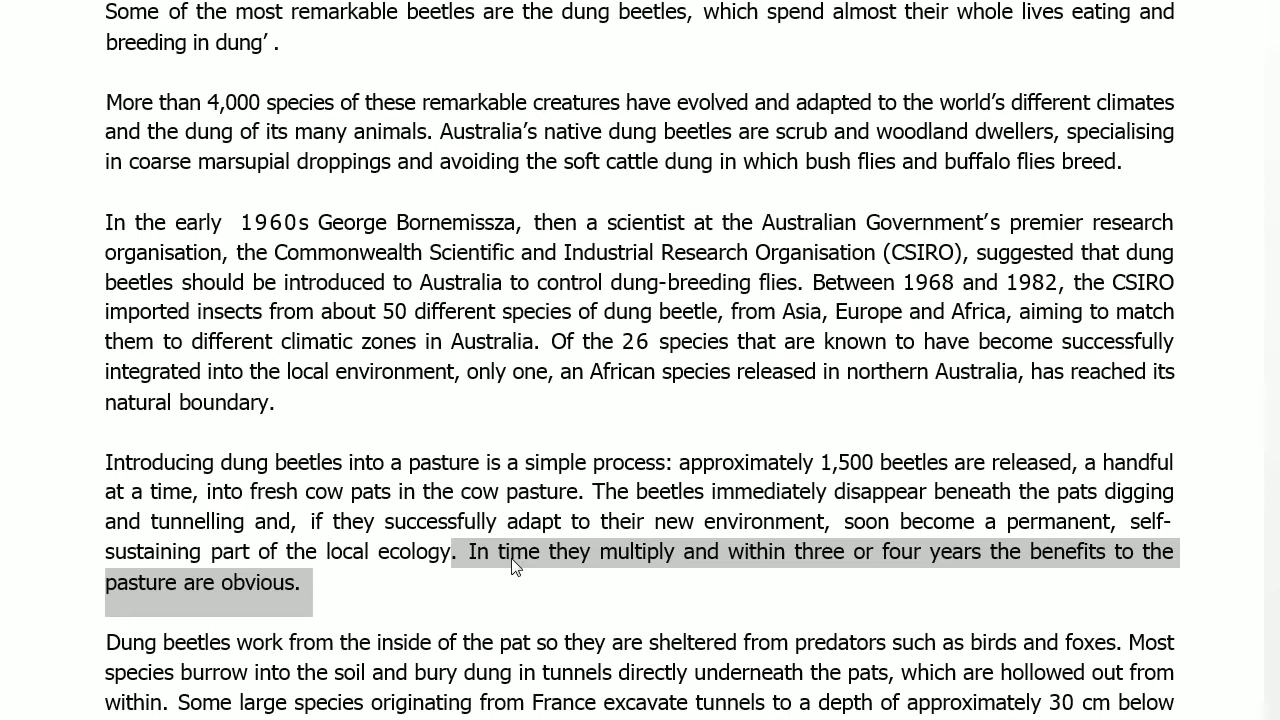 Some of the most remarkable beetles are the dung beetles, which spend almost their whole lives eating and
breeding in dung’ .
More than 4,000 species of these remarkable creatures have evolved and adapted to the world’s different climates
and the dung of its many animals. Australia’s native dung beetles are scrub and woodland dwellers, specialising
in coarse marsupial droppings and avoiding the soft cattle dung in which bush flies and buffalo flies breed.
In the early 1960s George Bornemissza, then a scientist at the Australian Government’s premier research
organisation, the Commonwealth Scientific and Industrial Research Organisation (CSIRO), suggested that dung
beetles should be introduced to Australia to control dung-breeding flies. Between 1968 and 1982, the CSIRO
imported insects from about 50 different species of dung beetle, from Asia, Europe and Africa, aiming to match
them to different climatic zones in Australia. Of the 26 species that are known to have become successfully
integrated into the local environment, only one, an African species released in northern Australia, has reached its
natural boundary.
Introducing dung beetles into a pasture is a simple process: approximately 1,500 beetles are released, a handful
at a time, into fresh cow pats in the cow pasture. The beetles immediately disappear beneath the pats digging
and tunnelling and, if they successfully adapt to their new environment, soon become a permanent, self-
sustaining part of the local ecology. In time they multiply and within three or four years the benefits to the
pasture are obvious.
Dung beetles work from the inside of the pat so they are sheltered from predators such as birds and foxes. Most
species burrow into the soil and bury dung in tunnels directly underneath the pats, which are hollowed out from
within. Some large species originating from France excavate tunnels to a depth of approximately 30 cm below